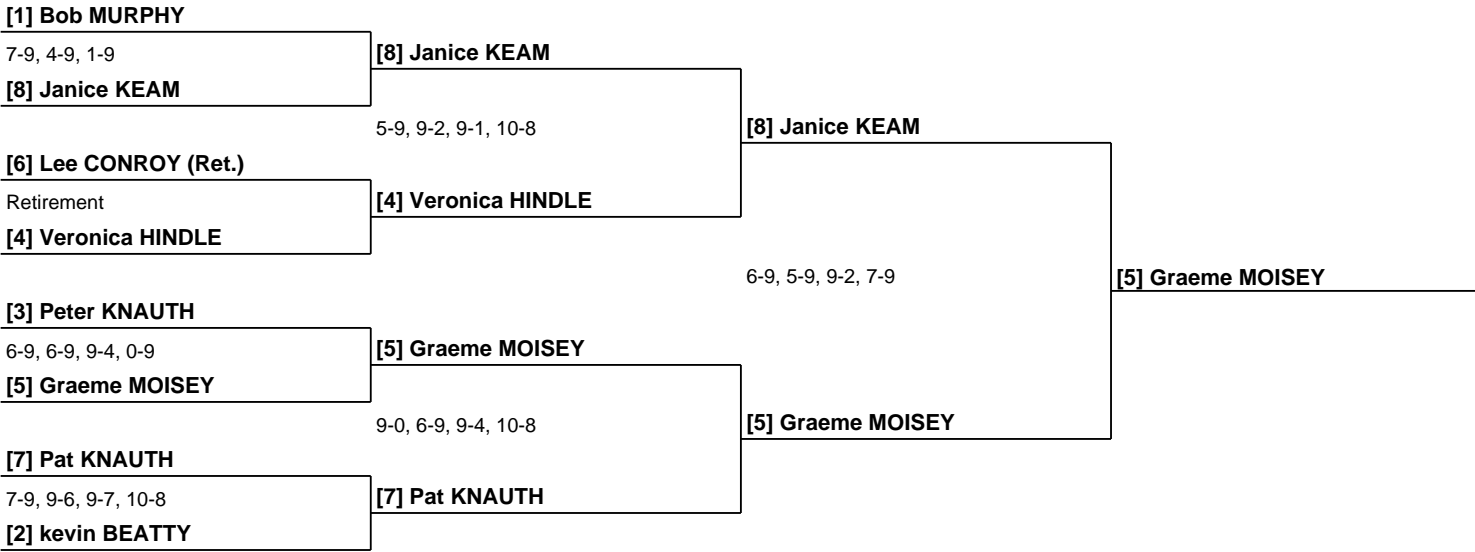 [1] Bob MURPHY
7-9, 4-9, 1-9
[8] Janice KEAM
[8] Janice KEAM
5-9, 9-2, 9-1, 10-8
[8] Janice KEAM
[6] Lee CONROY (Ret.)
Retirement
[4] Veronica HINDLE
[4] Veronica HINDLE
6-9, 5-9, 9-2, 7-9
[5] Graeme MOISEY
[3] Peter KNAUTH
6-9, 6-9, 9-4, 0-9
[5] Graeme MOISEY
[5] Graeme MOISEY
9-0, 6-9, 9-4, 10-8
[5] Graeme MOISEY
[7] Pat KNAUTH
7-9, 9-6, 9-7, 10-8
[7] Pat KNAUTH
[2] kevin BEATTY